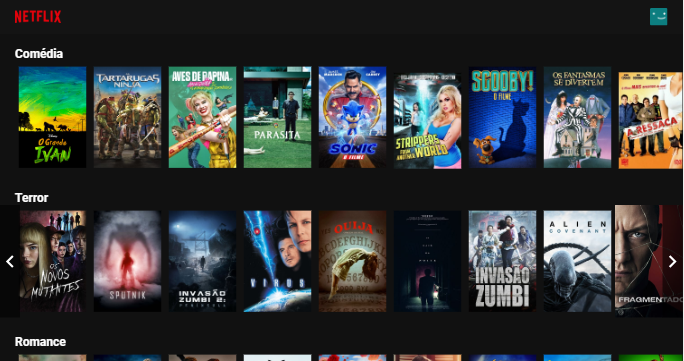 NETFLIX
Comédia
Disney
O Grande
IVAN
TARTARUGAS
NINJA
AVES DE RAPINA
PARASITA
SONIC
O FILME
STRIPPERS
FROM
ANOTHER
WORLD
SCOOBY!
O FILME
OS FANTASMAS
SE DIVERTEM
A RESSACA
Terror
OS
NOVOS
MUTANTES
SPUTNIK
INVASÃO
ZUMBI 2:
PENÍNSULA
VIRUS
OUIJA
INVASÃO
ZUMBI
ALIEN
COVENANT
FRAGMENTADO
Romance